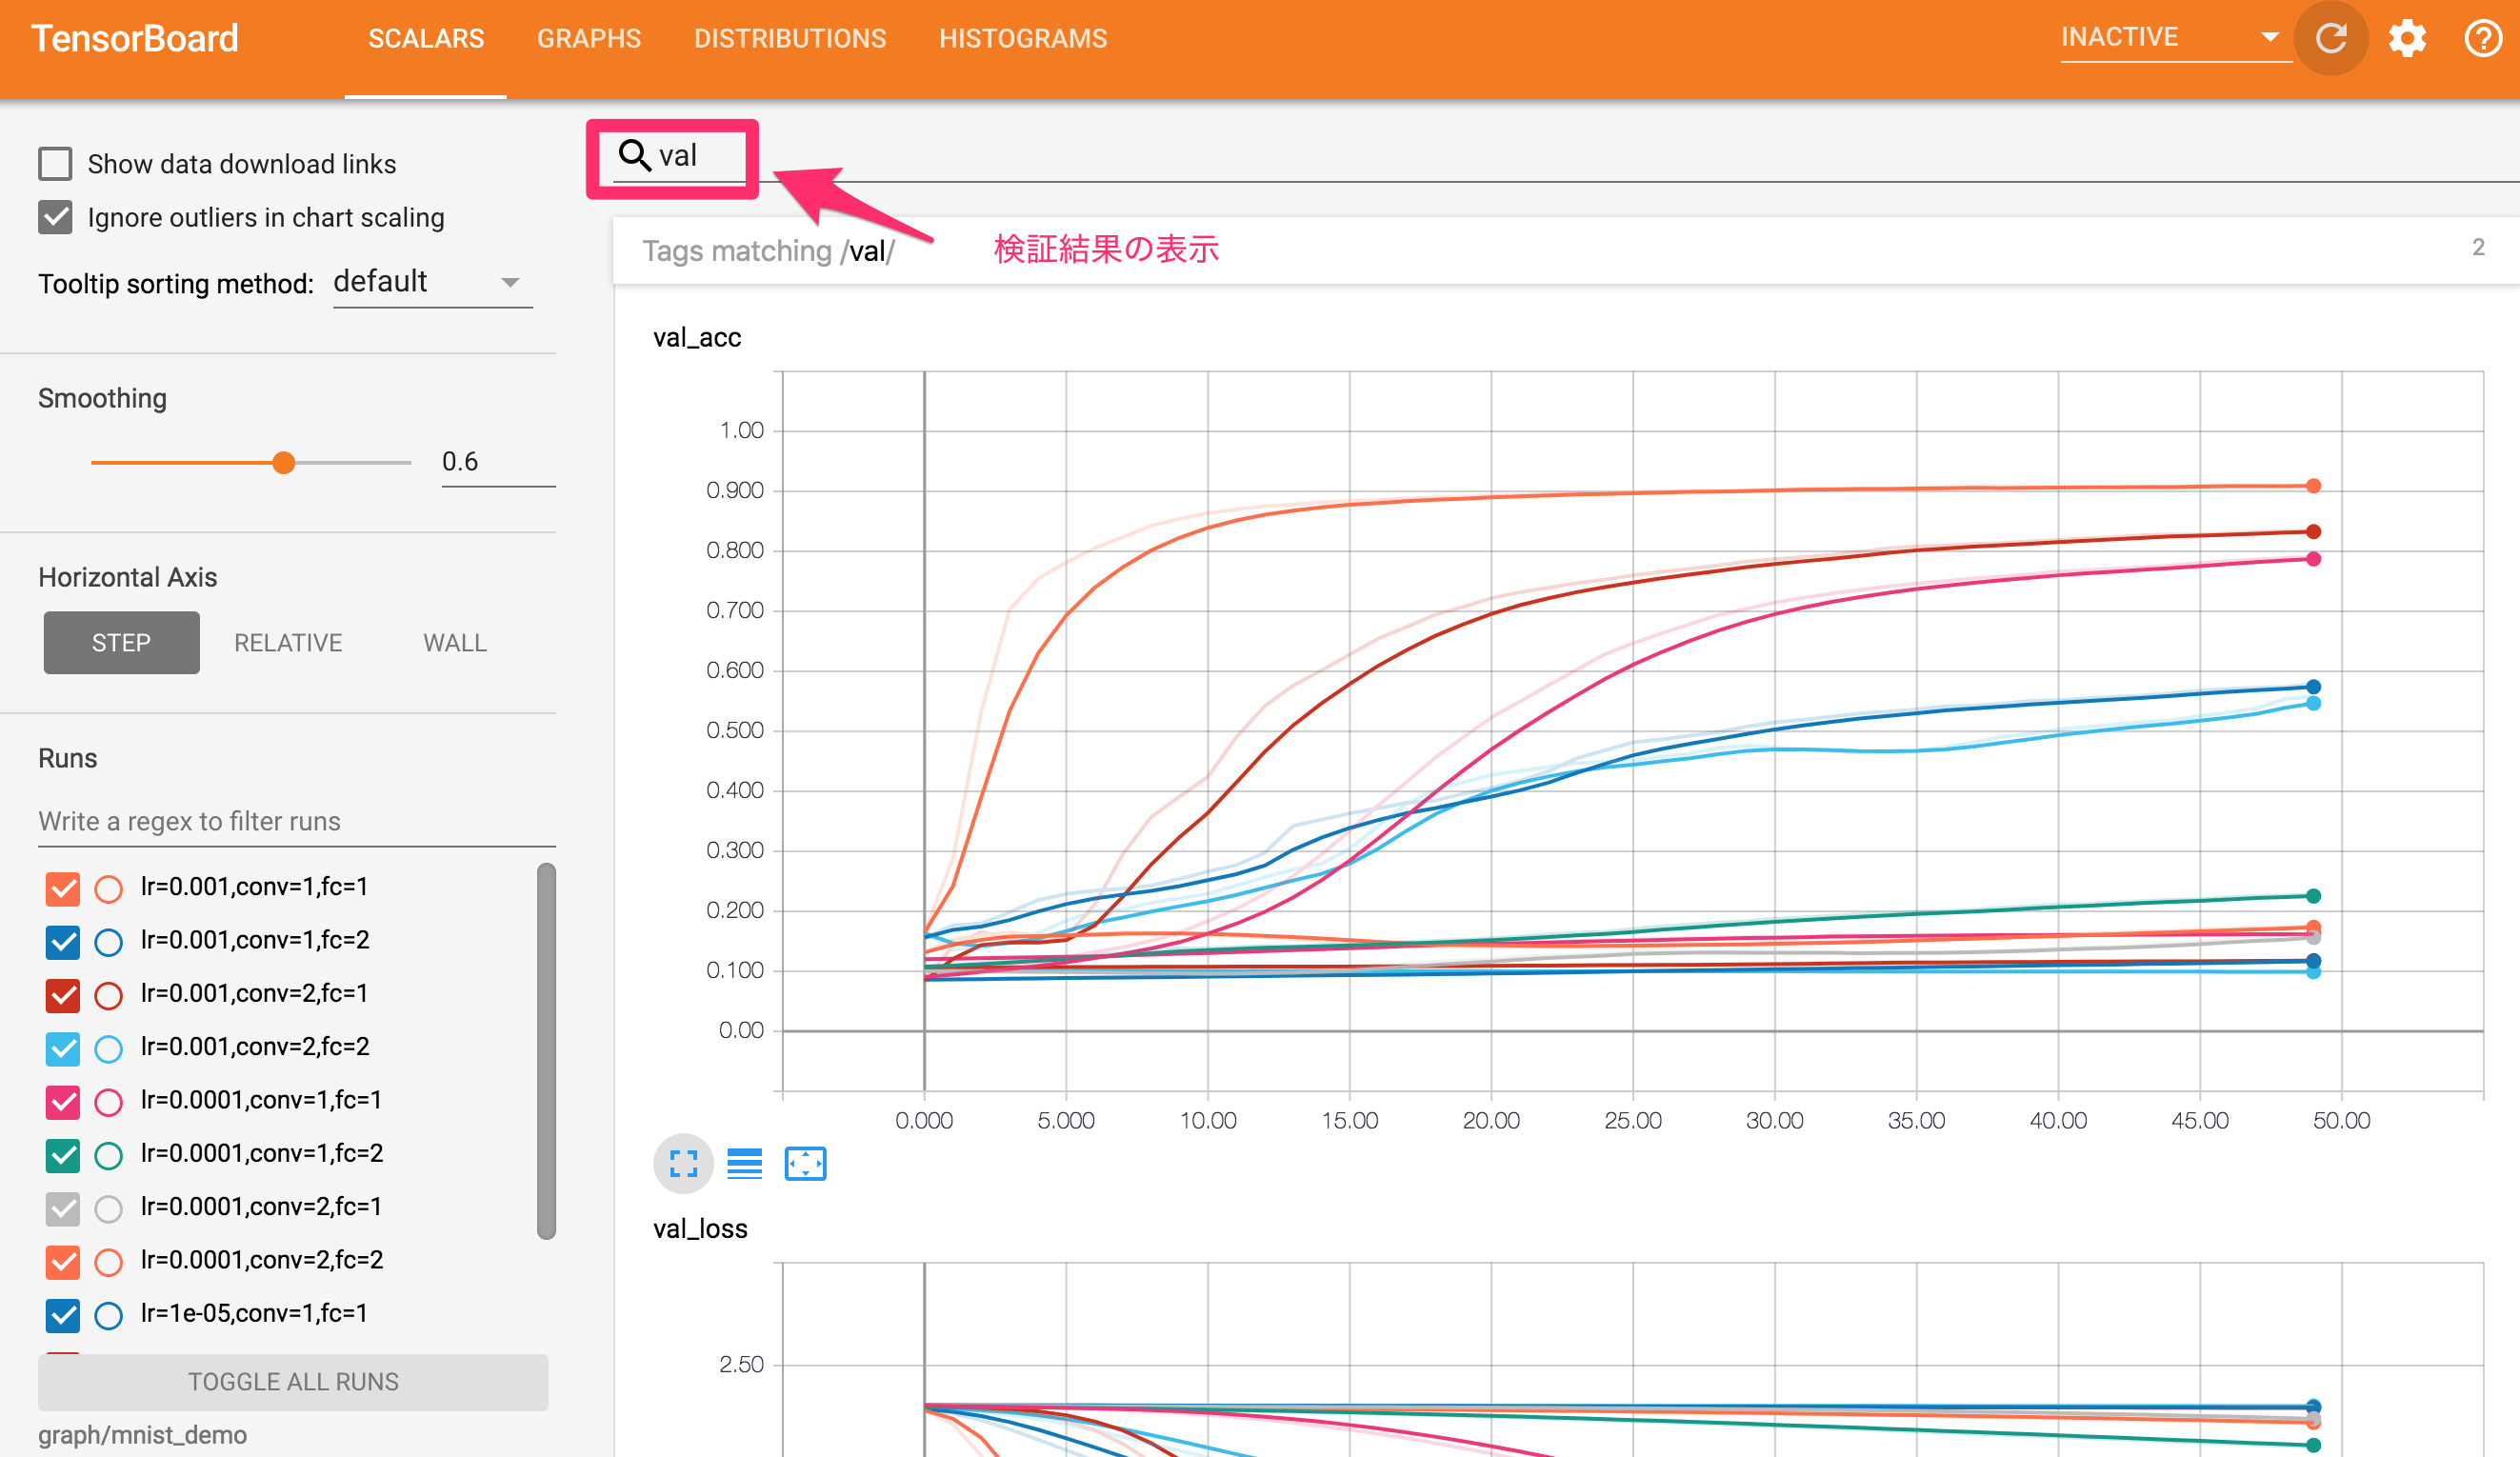 TensorBoard
SCALARS
GRAPHS
DISTRIBUTIONS
HISTOGRAMS
INACTIVE
Show data download links
Ignore outliers in chart scaling
Tooltip sorting method: default
Smoothing
0.6
Horizontal Axis
STEP
RELATIVE
WALL
Runs
Write a regex to filter runs
lr=0.001,conv=1,fc=1
lr=0.001,conv=1,fc=2
lr=0.001,conv=2,fc=1
lr=0.001,conv=2,fc=2
lr=0.0001,conv=1,fc=1
lr=0.0001,conv=1,fc=2
lr=0.0001,conv=2,fc=1
lr=0.0001,conv=2,fc=2
lr=1e-05,conv=1,fc=1
TOGGLE ALL RUNS
graph/mnist_demo
val
検証結果の表示
Tags matching /val/
2
val_acc
1.00
0.900
0.800
0.700
0.600
0.500
0.400
0.300
0.200
0.100
0.00
0.000 5.000 10.00 15.00 20.00 25.00 30.00 35.00 40.00 45.00 50.00
val_loss
2.50